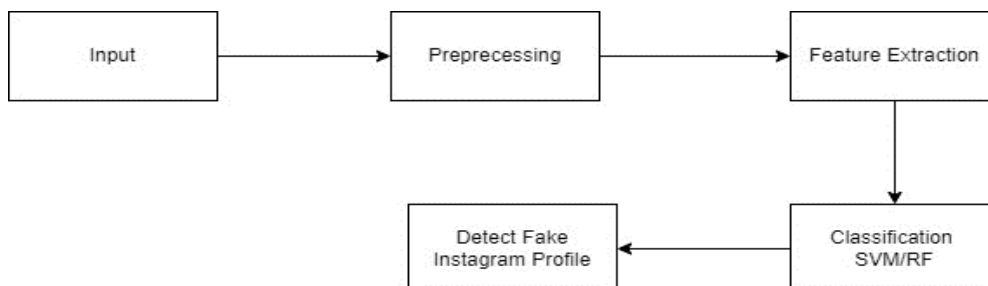 Input
Preprecessing
Feature Extraction
Classification
SVM/RF
Detect Fake
Instagram Profile